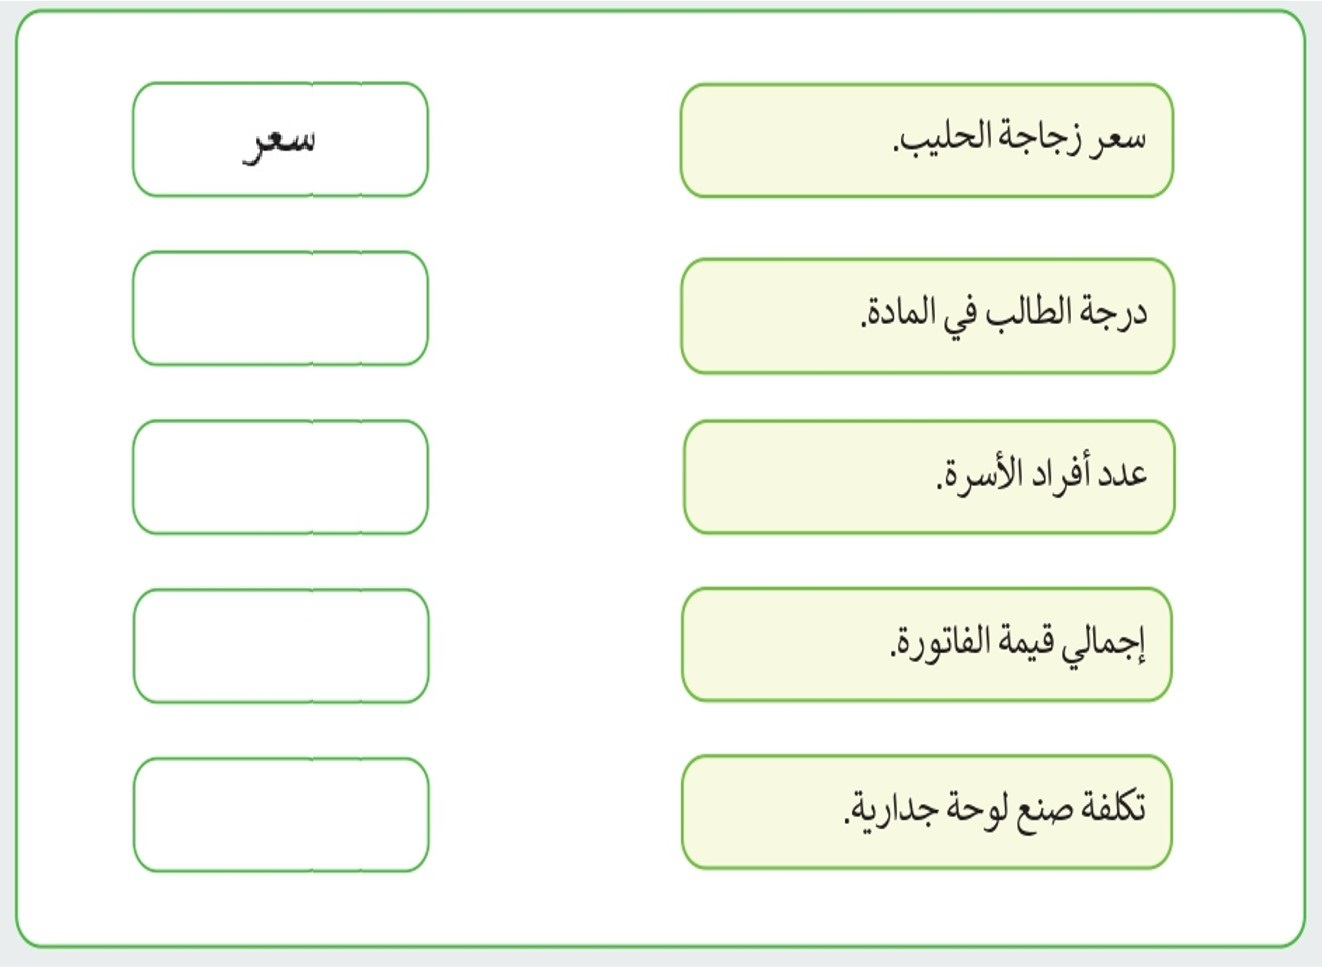 سعر زجاجة الحليب.
سعر
درجة الطالب في المادة.
عدد أفراد الأسرة.
إجمالي قيمة الفاتورة.
تكلفة صنع لوحة جدارية.